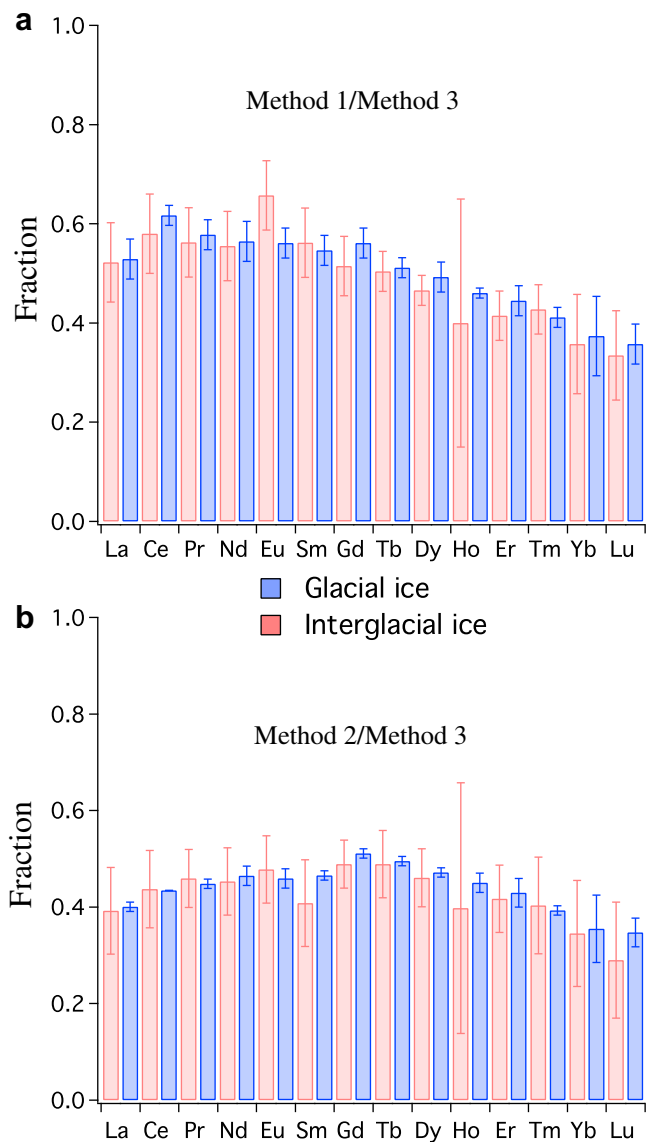 a
1.0
Method 1/Method 3
0.8
0.6
Fraction
0.4
0.2
0.0
La Ce Pr Nd Eu Sm Gd Tb Dy Ho Er Tm Yb Lu
Glacial ice
Interglacial ice
b
1.0
Method 2/Method 3
0.8
0.6
Fraction
0.4
0.2
0.0
La Ce Pr Nd Eu Sm Gd Tb Dy Ho Er Tm Yb Lu